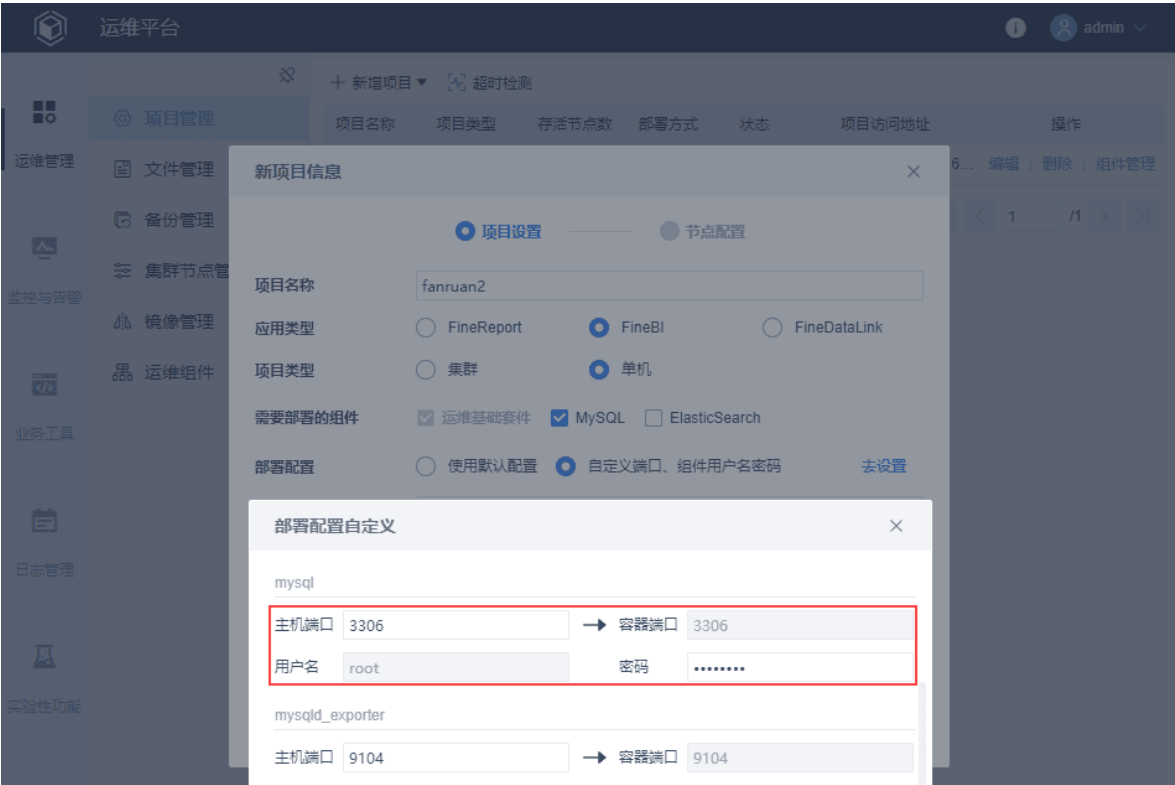 运维平台
admin
新增项目 超时检测
项目管理
项目名称 项目类型 存活节点数 部署方式 状态 项目访问地址 操作
运维管理
文件管理
新项目信息
6... 编辑 删除 组件管理
备份管理
1 /1
项目设置 节点配置
集群节点管
监控与告警
项目名称 fanruan2
镜像管理
应用类型 FineReport FineBI FineDataLink
运维组件
项目类型 集群 单机
需要部署的组件 运维基础套件 MySQL ElasticSearch
业务工具
部署配置 使用默认配置 自定义端口、组件用户名密码 去设置
部署配置自定义
日志管理
mysql
主机端口 3306 容器端口 3306
用户名 root 密码 ••••••••
实验性功能
mysqld_exporter
主机端口 9104 容器端口 9104